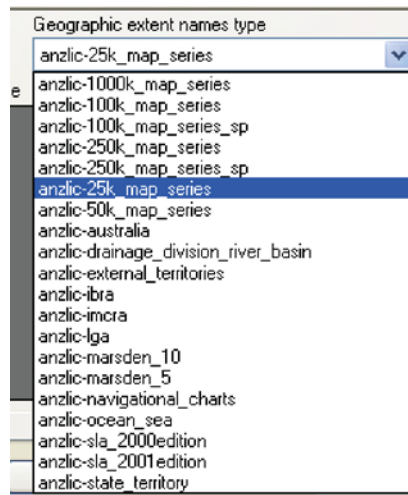 Geographic extent names type
anzlic-25k_map_series
e
anzlic-1000k_map_series
anzlic-100k_map_series
anzlic-100k_map_series_sp
anzlic-250k_map_series
anzlic-250k_map_series_sp
anzlic-25k_map_series
anzlic-50k_map_series
anzlic-australia
anzlic-drainage_division_river_basin
anzlic-external_territories
anzlic-ibra
anzlic-imcra
anzlic-lga
anzlic-marsden_10
anzlic-marsden_5
anzlic-navigational_charts
anzlic-ocean_sea
anzlic-sla_2000edition
anzlic-sla_2001edition
anzlic-state_territory